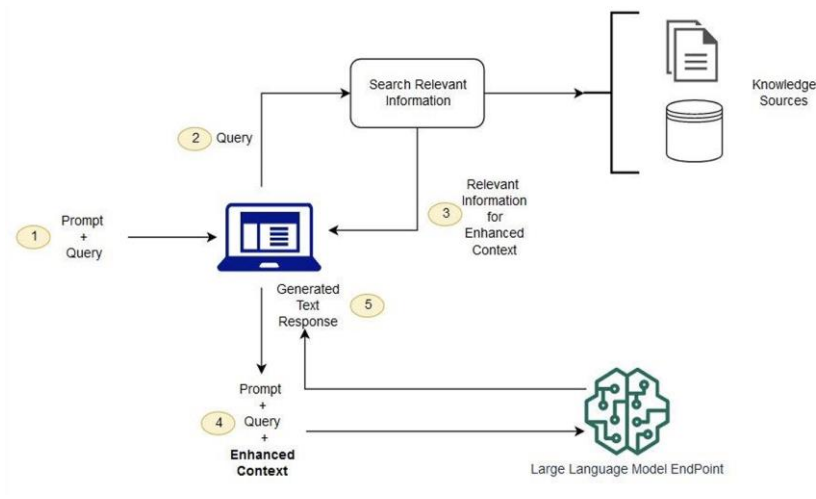 Search Relevant
Information
Knowledge
Sources
2
Query
Relevant
Information
for
Enhanced
Context
3
1
Prompt
+
Query
Generated
Text
Response
5
Prompt
+
Query
+
Enhanced
Context
4
Large Language Model EndPoint